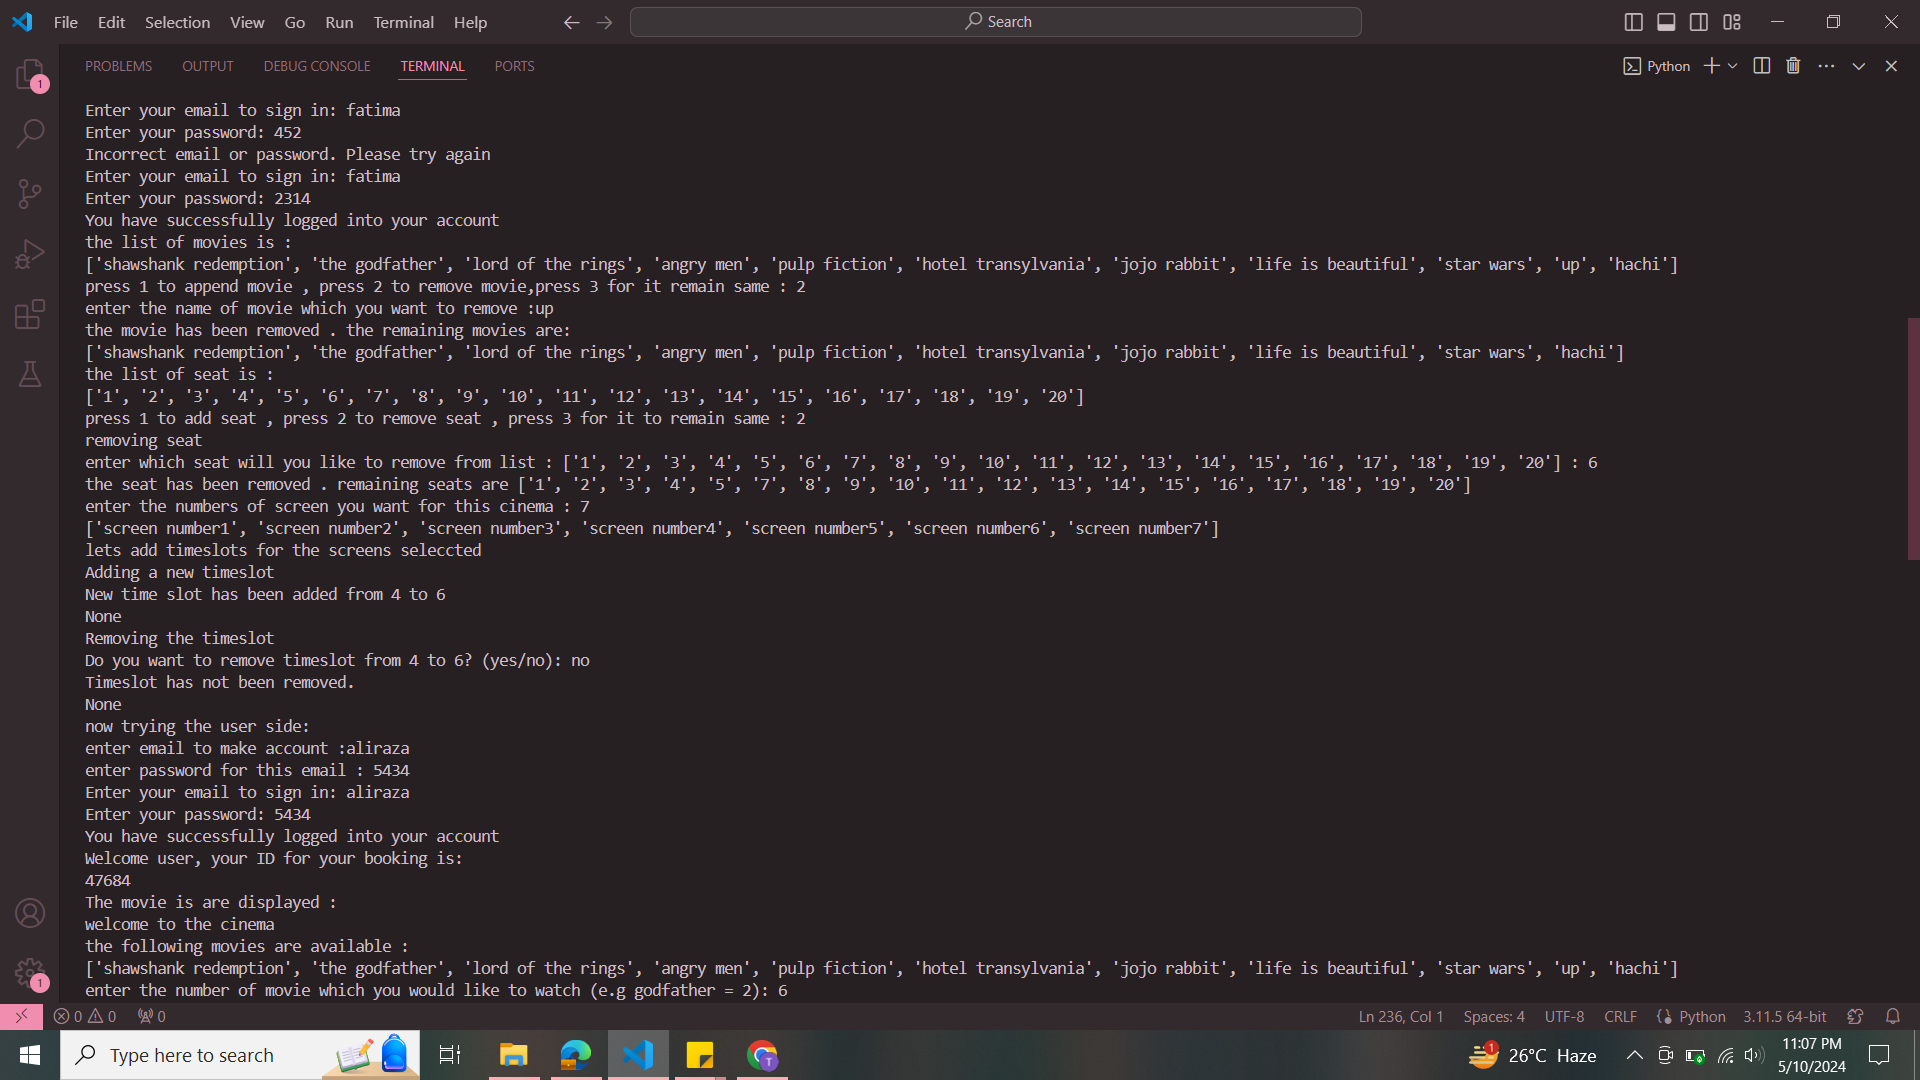 File Edit Selection View Go Run Terminal Help
Search
PROBLEMS OUTPUT DEBUG CONSOLE TERMINAL PORTS
Python
1
Enter your email to sign in: fatima
Enter your password: 452
Incorrect email or password. Please try again
Enter your email to sign in: fatima
Enter your password: 2314
You have successfully logged into your account
the list of movies is :
['shawshank redemption', 'the godfather', 'lord of the rings', 'angry men', 'pulp fiction', 'hotel transylvania', 'jojo rabbit', 'life is beautiful', 'star wars', 'up', 'hachi']
press 1 to append movie , press 2 to remove movie,press 3 for it remain same : 2
enter the name of movie which you want to remove :up
the movie has been removed . the remaining movies are:
['shawshank redemption', 'the godfather', 'lord of the rings', 'angry men', 'pulp fiction', 'hotel transylvania', 'jojo rabbit', 'life is beautiful', 'star wars', 'hachi']
the list of seat is :
['1', '2', '3', '4', '5', '6', '7', '8', '9', '10', '11', '12', '13', '14', '15', '16', '17', '18', '19', '20']
press 1 to add seat , press 2 to remove seat , press 3 for it to remain same : 2
removing seat
enter which seat will you like to remove from list : ['1', '2', '3', '4', '5', '6', '7', '8', '9', '10', '11', '12', '13', '14', '15', '16', '17', '18', '19', '20'] : 6
the seat has been removed . remaining seats are ['1', '2', '3', '4', '5', '7', '8', '9', '10', '11', '12', '13', '14', '15', '16', '17', '18', '19', '20']
enter the numbers of screen you want for this cinema : 7
['screen number1', 'screen number2', 'screen number3', 'screen number4', 'screen number5', 'screen number6', 'screen number7']
lets add timeslots for the screens seleccted
Adding a new timeslot
New time slot has been added from 4 to 6
None
Removing the timeslot
Do you want to remove timeslot from 4 to 6? (yes/no): no
Timeslot has not been removed.
None
now trying the user side:
enter email to make account :aliraza
enter password for this email : 5434
Enter your email to sign in: aliraza
Enter your password: 5434
You have successfully logged into your account
Welcome user, your ID for your booking is:
47684
The movie is are displayed :
welcome to the cinema
the following movies are available :
['shawshank redemption', 'the godfather', 'lord of the rings', 'angry men', 'pulp fiction', 'hotel transylvania', 'jojo rabbit', 'life is beautiful', 'star wars', 'up', 'hachi']
enter the number of movie which you would like to watch (e.g godfather = 2): 6
1
0 0 0 Ln 236, Col 1 Spaces: 4 UTF-8 CRLF Python 3.11.5 64-bit
Type here to search
T
1 26°C Haze
11:07 PM
5/10/2024